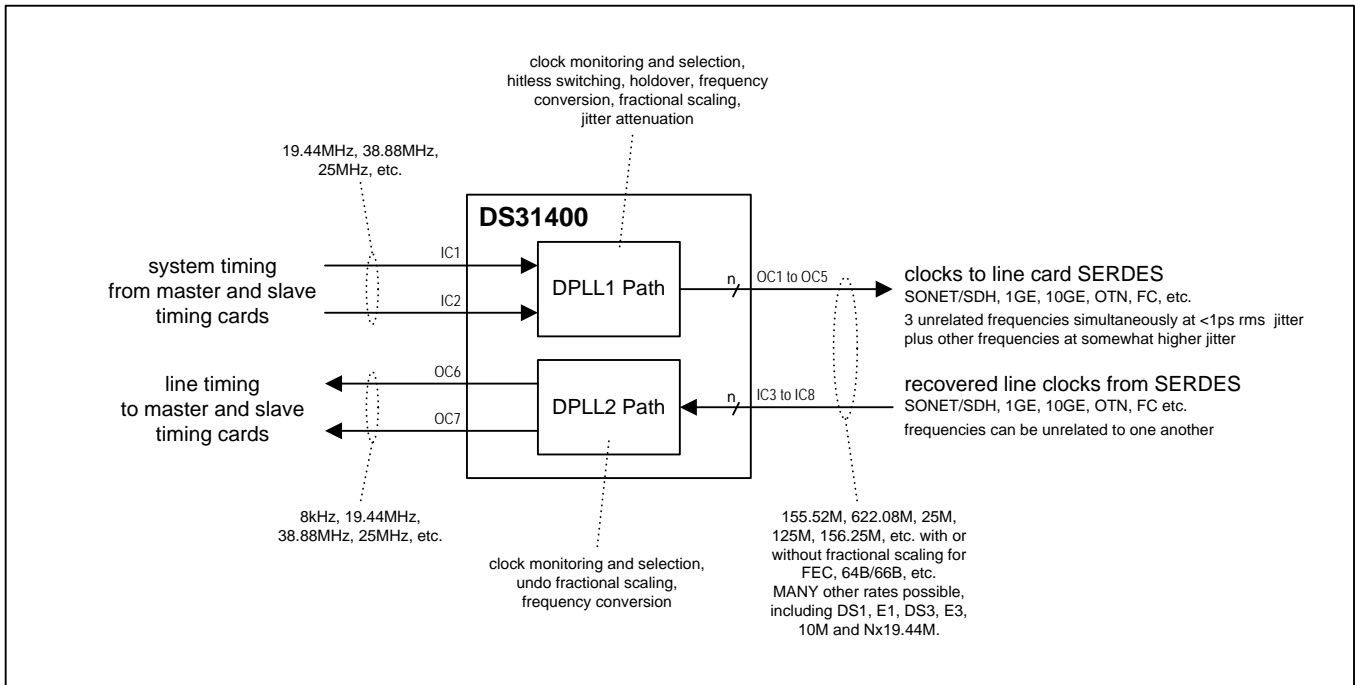 clock monitoring and selection,
hitless switching, holdover, frequency
conversion, fractional scaling,
jitter attenuation
19.44MHz, 38.88MHz,
25MHz, etc.
DS31400
system timing
from master and slave
timing cards
IC1
IC2
DPLL1 Path
n
OC1 to OC5
clocks to line card SERDES
SONET/SDH, 1GE, 10GE, OTN, FC, etc.
3 unrelated frequencies simultaneously at <1ps rms jitter
plus other frequencies at somewhat higher jitter
line timing
to master and slave
timing cards
OC6
OC7
DPLL2 Path
n
IC3 to IC8
recovered line clocks from SERDES
SONET/SDH, 1GE, 10GE, OTN, FC etc.
frequencies can be unrelated to one another
8kHz, 19.44MHz,
38.88MHz, 25MHz, etc.
clock monitoring and selection,
undo fractional scaling,
frequency conversion
155.52M, 622.08M, 25M,
125M, 156.25M, etc. with or
without fractional scaling for
FEC, 64B/66B, etc.
MANY other rates possible,
including DS1, E1, DS3, E3,
10M and Nx19.44M.